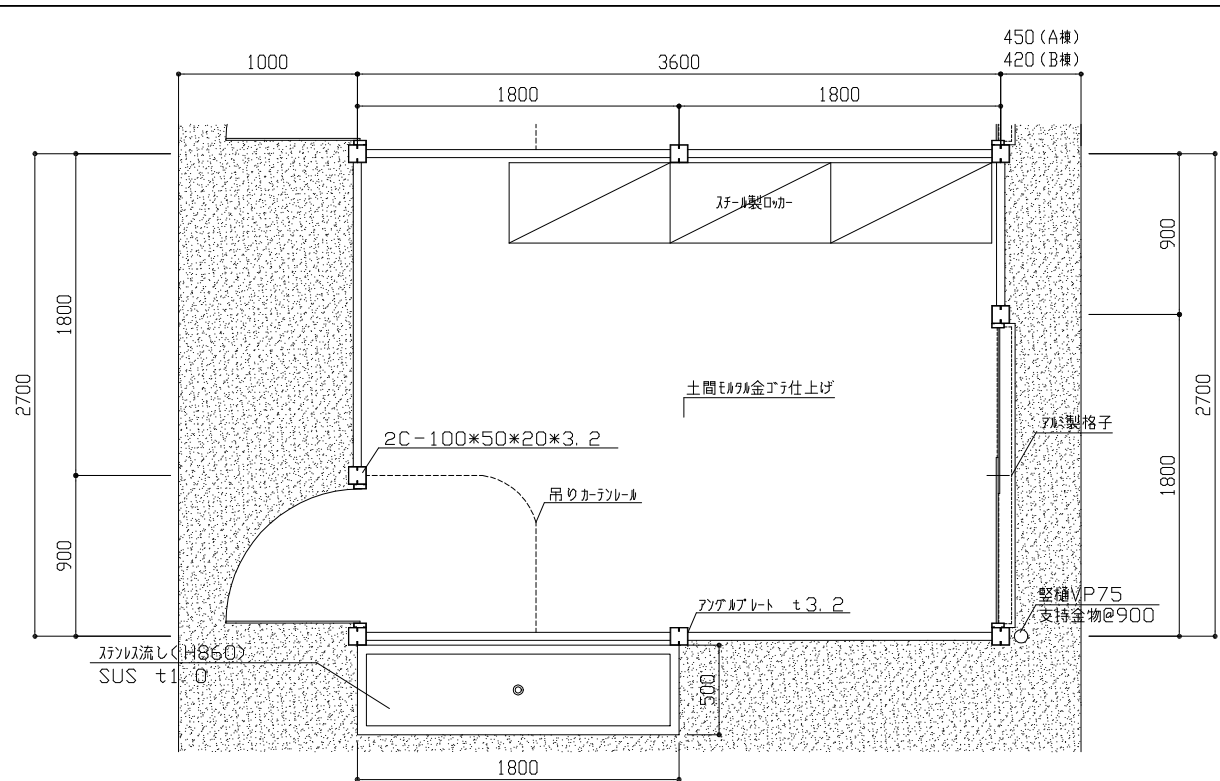 450(A棟)
1000
3600
420(B棟)
1800
1800
スチール製ロッカー
900
1800
2700
土間モルタル金ゴテ仕上げ
2700
アルミ製格子
2C-100*50*20*3.2
1800
吊りカーテンレール
900
アングルプレート t3.2
竪樋VP75
支持金物@900
ステンレス流し(H860)
SUS t1.0
500
1800